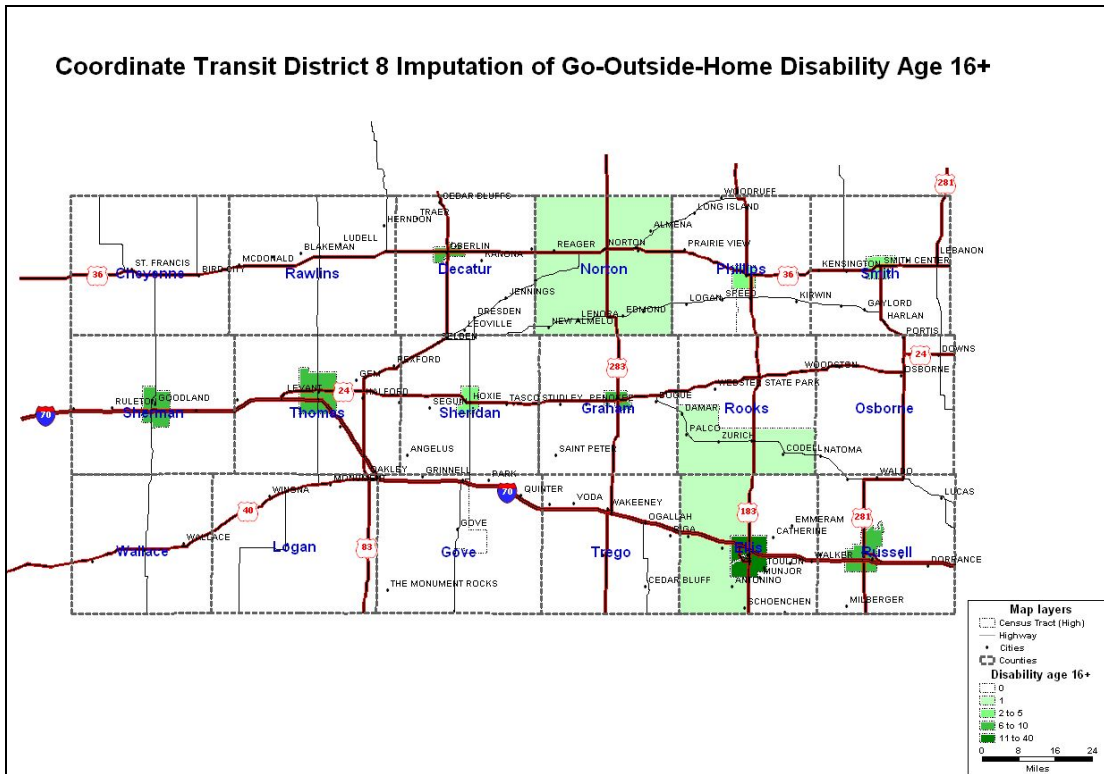 Coordinate Transit District 8 Imputation of Go-Outside-Home Disability Age 16+
281
WOODRUFF
CEDAR BLUFFS
LONG ISLAND
TRAER
HERNDON
ALMENA
LUDELL
OBERLIN
REAGER
NORTON
PRAIRIE VIEW
LEBANON
BLAKEMAN
KANONA
MCDONALD
ST. FRANCIS
BIRD CITY
KENSINGTON
SMITH CENTER
36
Cheyenne
Rawlins
Decatur
Norton
Phillips
36
Smith
JENNINGS
LOGAN
SPEED
KIRWIN
DRESDEN
LENORA
EDMOND
GAYLORD
LEOVILLE
NEW ALMELO
HARLAN
SELDEN
PORTIS
24
DOWNS
REXFORD
283
WOODSTON
OSBORNE
GEM
LEVANT
24
HALFORD
WEBSTER STATE PARK
RULETON
GOODLAND
SEGUIN
HOXIE
TASCO
STUDLEY
PENOKEE
BOGUE
70
Sherman
Thomas
Sheridan
Graham
Rooks
Osborne
DAMAR
PALCO
ZURICH
ANGELUS
SAINT PETER
CODELL
NATOMA
OAKLEY
GRINNELL
PARK
WALDO
MONUMENT
WINONA
70
QUINTER
VODA
WAKEENEY
LUCAS
40
183
281
OGALLAH
EMMERAM
GOVE
RIGA
CATHERINE
WALLACE
Wallace
Logan
83
Gove
Trego
Ellis
Russell
TOULON
WALKER
DORRANCE
MUNJOR
THE MONUMENT ROCKS
CEDAR BLUFF
ANTONINO
SCHOENCHEN
MILBERGER
Map layers
Census Tract (High)
Highway
Cities
Counties
Disability age 16+
0
1
2 to 5
6 to 10
11 to 40
0 8 16 24
Miles